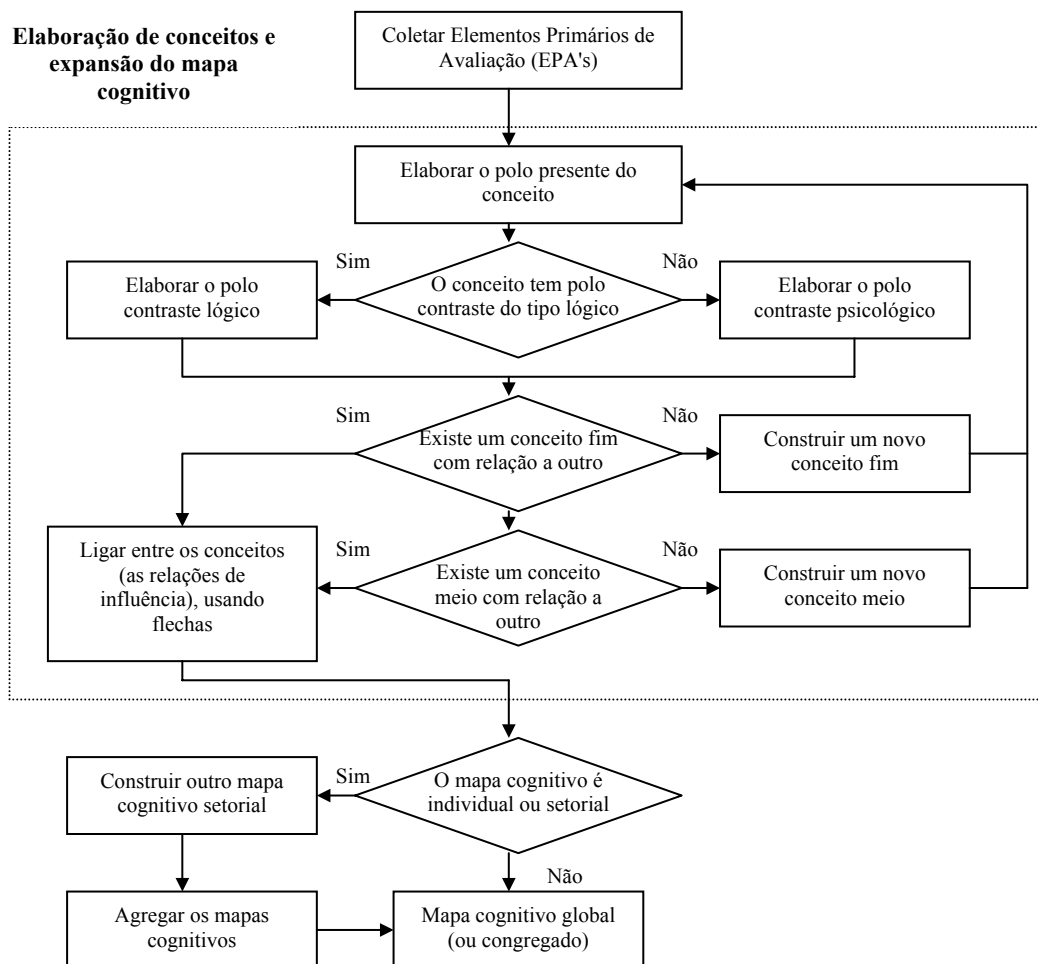 Elaboração de conceitos e
expansão do mapa
cognitivo
Coletar Elementos Primários de
Avaliação (EPA's)
Elaborar o polo presente do
conceito
Sim
Não
Elaborar o polo
contraste lógico
O conceito tem polo
contraste do tipo lógico
Elaborar o polo
contraste psicológico
Sim
Não
Existe um conceito fim
com relação a outro
Construir um novo
conceito fim
Ligar entre os conceitos
(as relações de
influência), usando
flechas
Sim
Não
Existe um conceito
meio com relação a
outro
Construir um novo
conceito meio
Construir outro mapa
cognitivo setorial
Sim
O mapa cognitivo é
individual ou setorial
Não
Agregar os mapas
cognitivos
Mapa cognitivo global
(ou congregado)